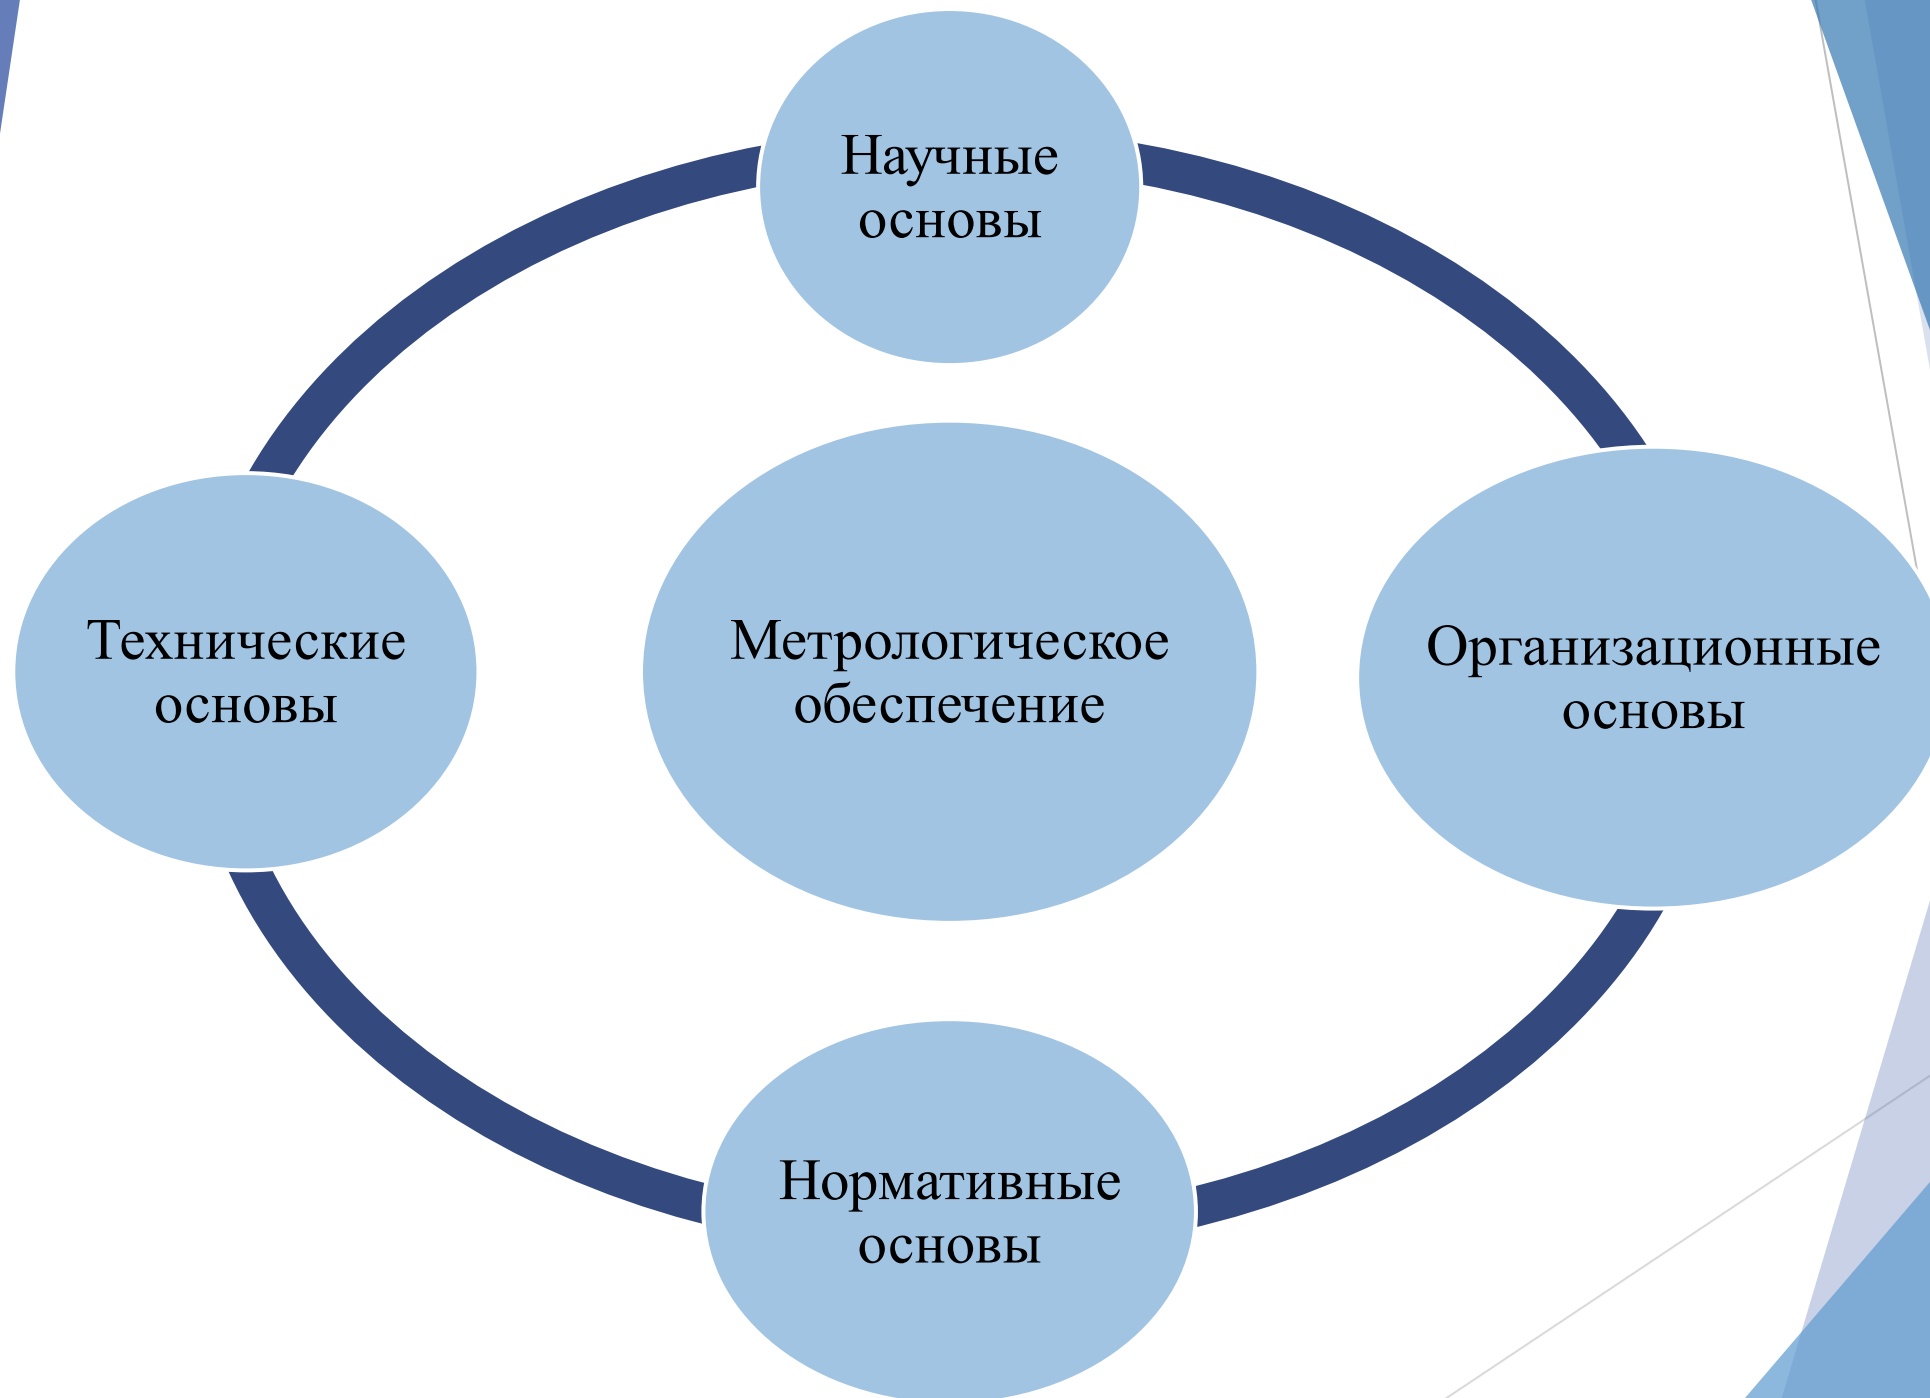 Научные
основы
Технические
основы
Метрологическое
обеспечение
Организационные
основы
Нормативные
основы